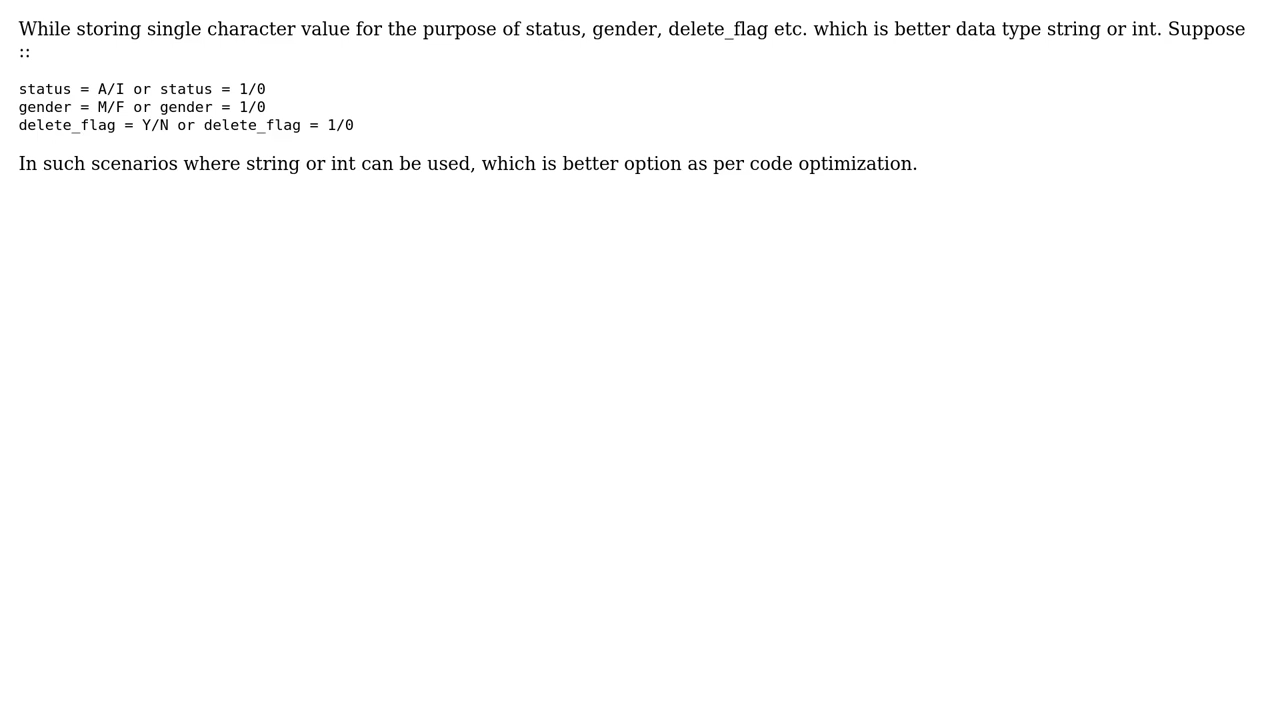 While storing single character value for the purpose of status, gender, delete_flag etc. which is better data type string or int. Suppose
::
status = A/I or status = 1/0
gender = M/F or gender = 1/0
delete_flag = Y/N or delete_flag = 1/0
In such scenarios where string or int can be used, which is better option as per code optimization.